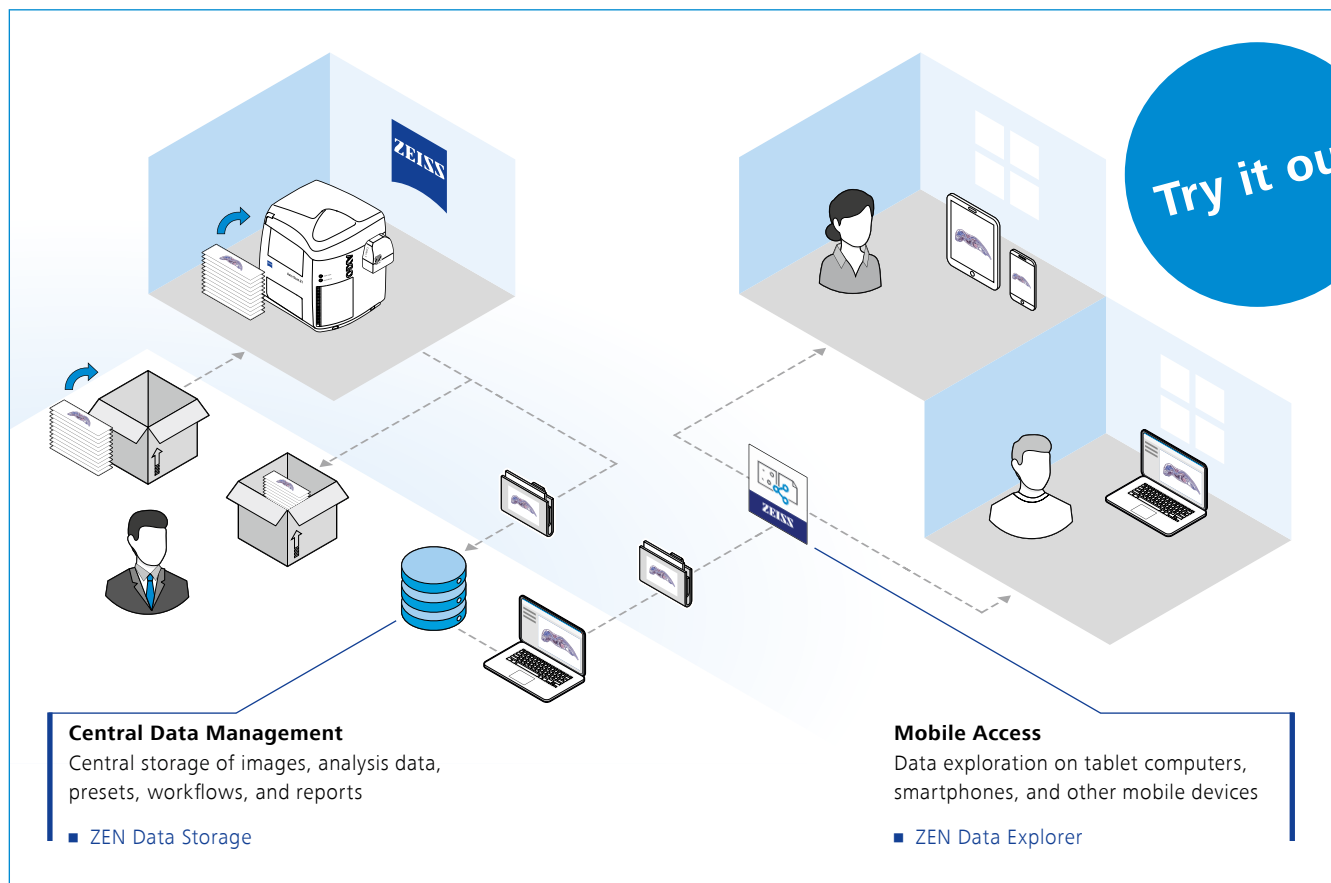 ZEISS
Try it ou
ZEISS
Central Data Management
Central storage of images, analysis data,
presets, workflows, and reports
■ ZEN Data Storage
Mobile Access
Data exploration on tablet computers,
smartphones, and other mobile devices
■ ZEN Data Explorer